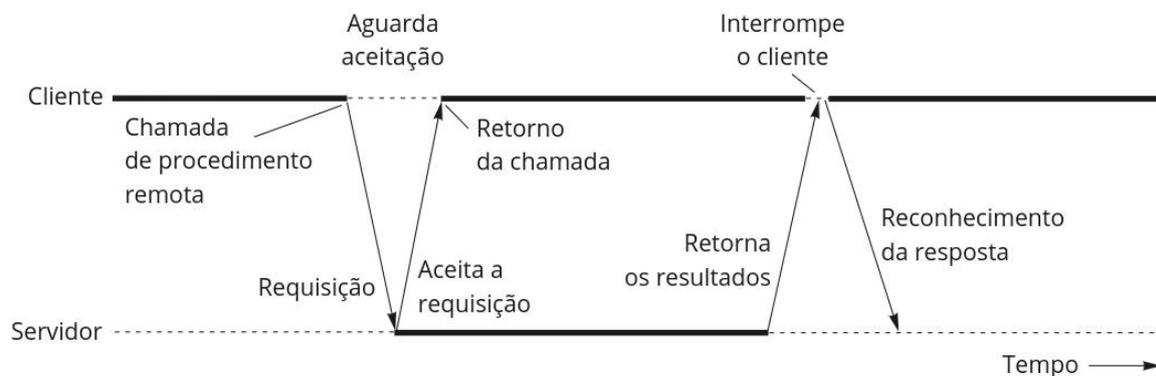 Aguarda
aceitação
Interrompe
o cliente
Cliente
Chamada
de procedimento
remota
Retorno
da chamada
Requisição
Aceita a
requisição
Retorna
os resultados
Reconhecimento
da resposta
Servidor
Tempo